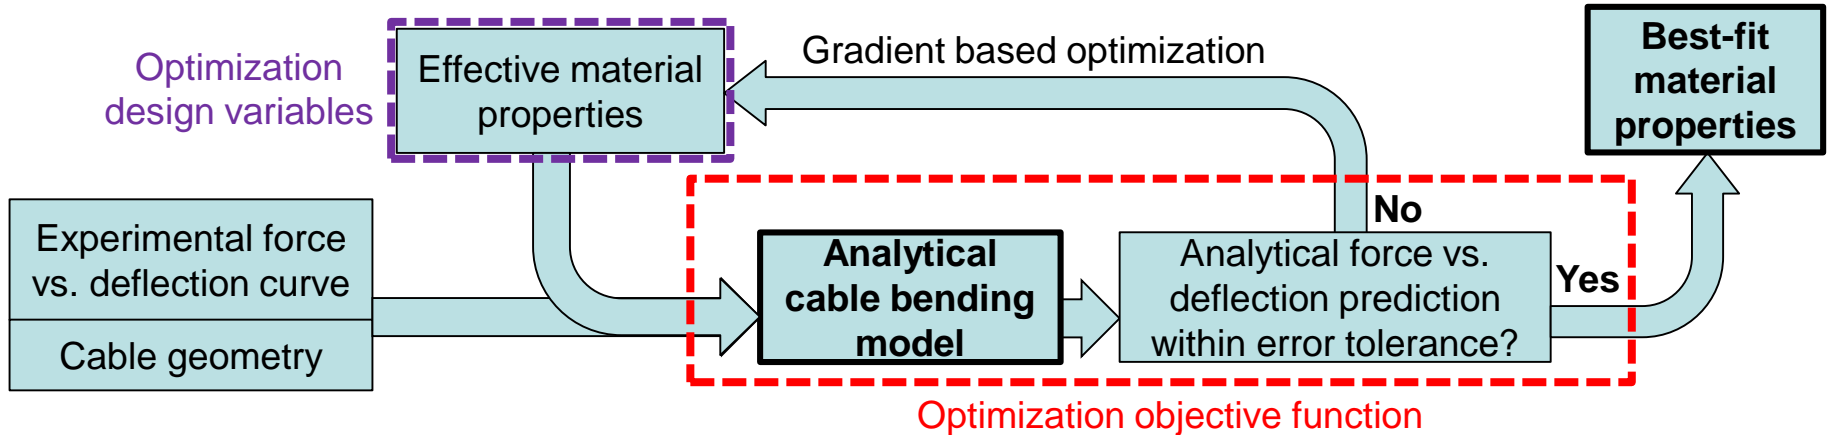 Optimization
design variables
Effective material
properties
Gradient based optimization
Best-fit
material
properties
Experimental force
vs. deflection curve
Cable geometry
Analytical
cable bending
model
Analytical force vs.
deflection prediction
within error tolerance?
No
Yes
Optimization objective function